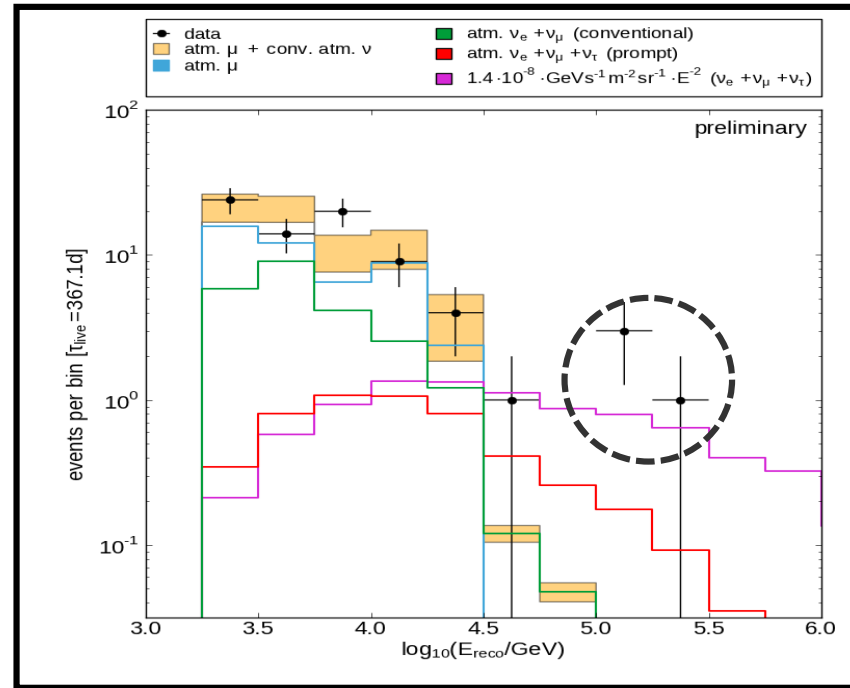 data
atm. μ + conv. atm. ν
atm. μ
atm. νe + νμ (conventional)
atm. νe + νμ + ντ (prompt)
1.4·10⁻⁸ ·GeVs⁻¹m⁻²sr⁻¹ ·E⁻² (νe + νμ + ντ)
preliminary
events per bin [τlive=367.1d]
10²
10¹
10⁰
10⁻¹
3.0 3.5 4.0 4.5 5.0 5.5 6.0
log₁₀(Ereco/GeV)